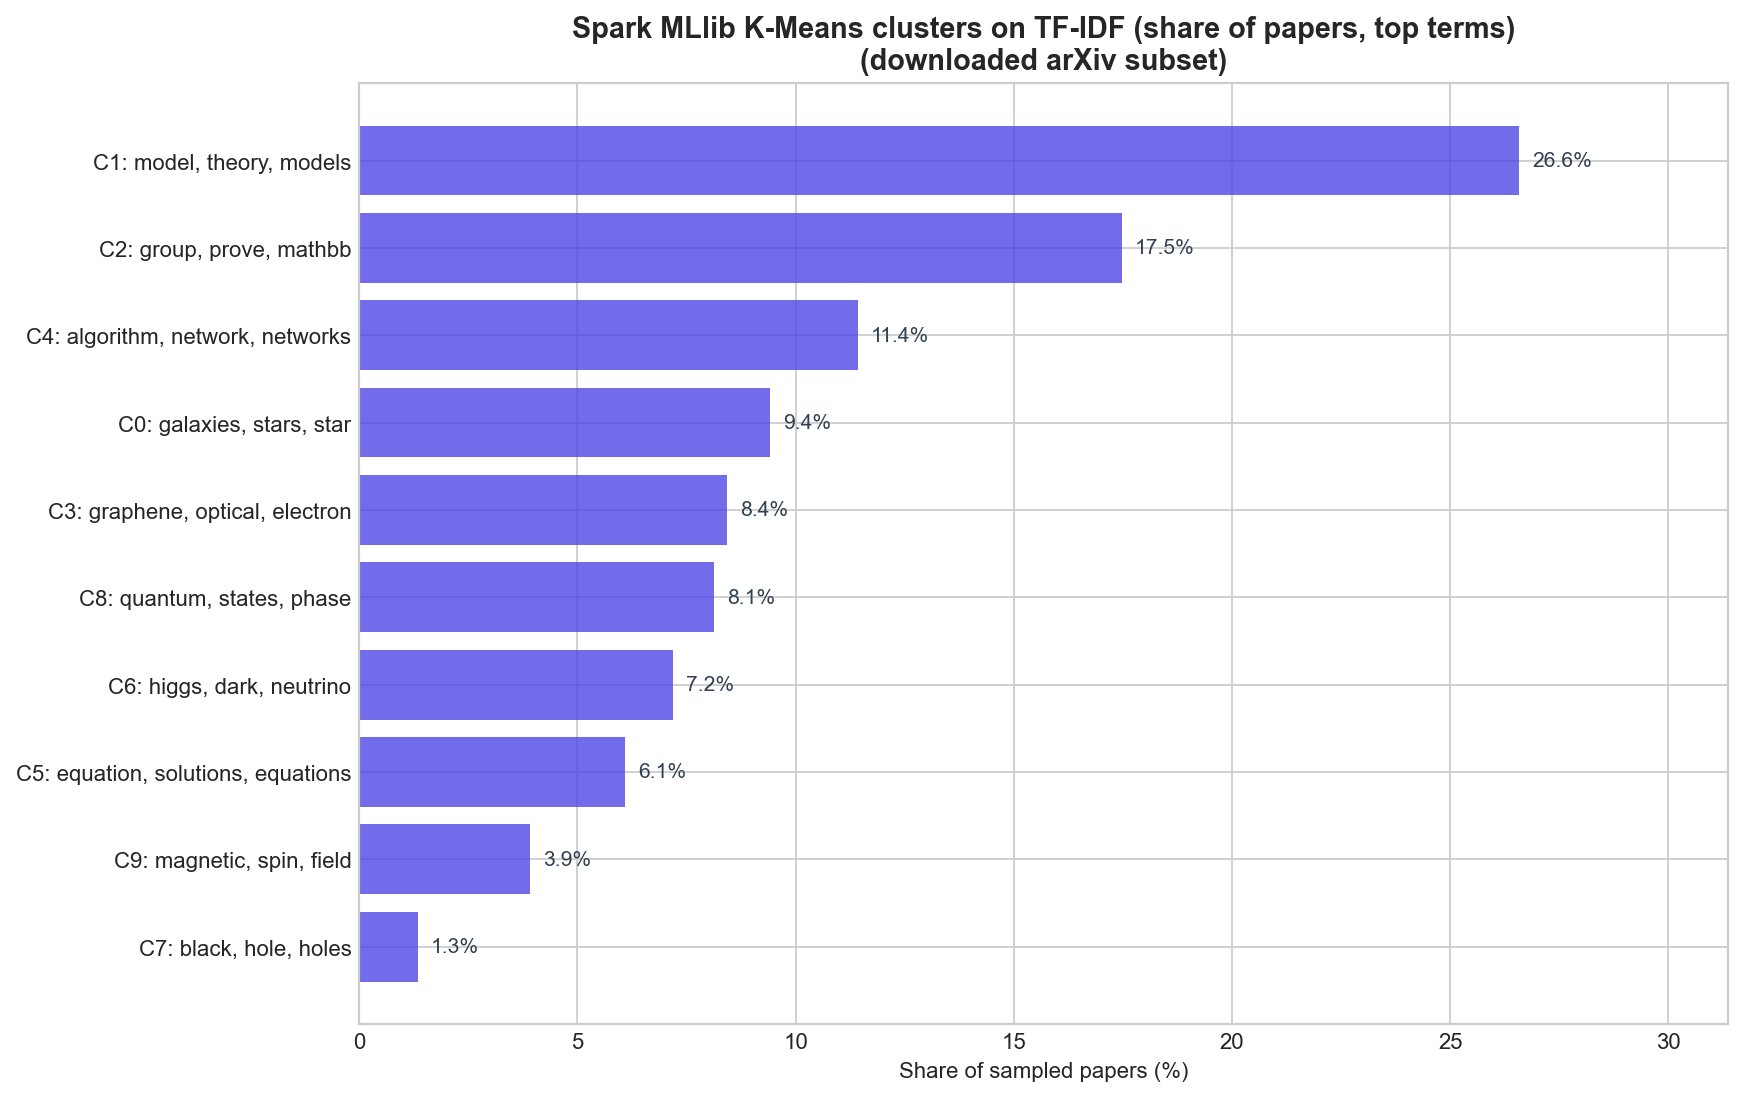 Spark MLlib K-Means clusters on TF-IDF (share of papers, top terms)
(downloaded arXiv subset)
C1: model, theory, models
26.6%
C2: group, prove, mathbb
17.5%
C4: algorithm, network, networks
11.4%
C0: galaxies, stars, star
9.4%
C3: graphene, optical, electron
8.4%
C8: quantum, states, phase
8.1%
C6: higgs, dark, neutrino
7.2%
C5: equation, solutions, equations
6.1%
C9: magnetic, spin, field
3.9%
C7: black, hole, holes
1.3%
0 5 10 15 20 25 30
Share of sampled papers (%)